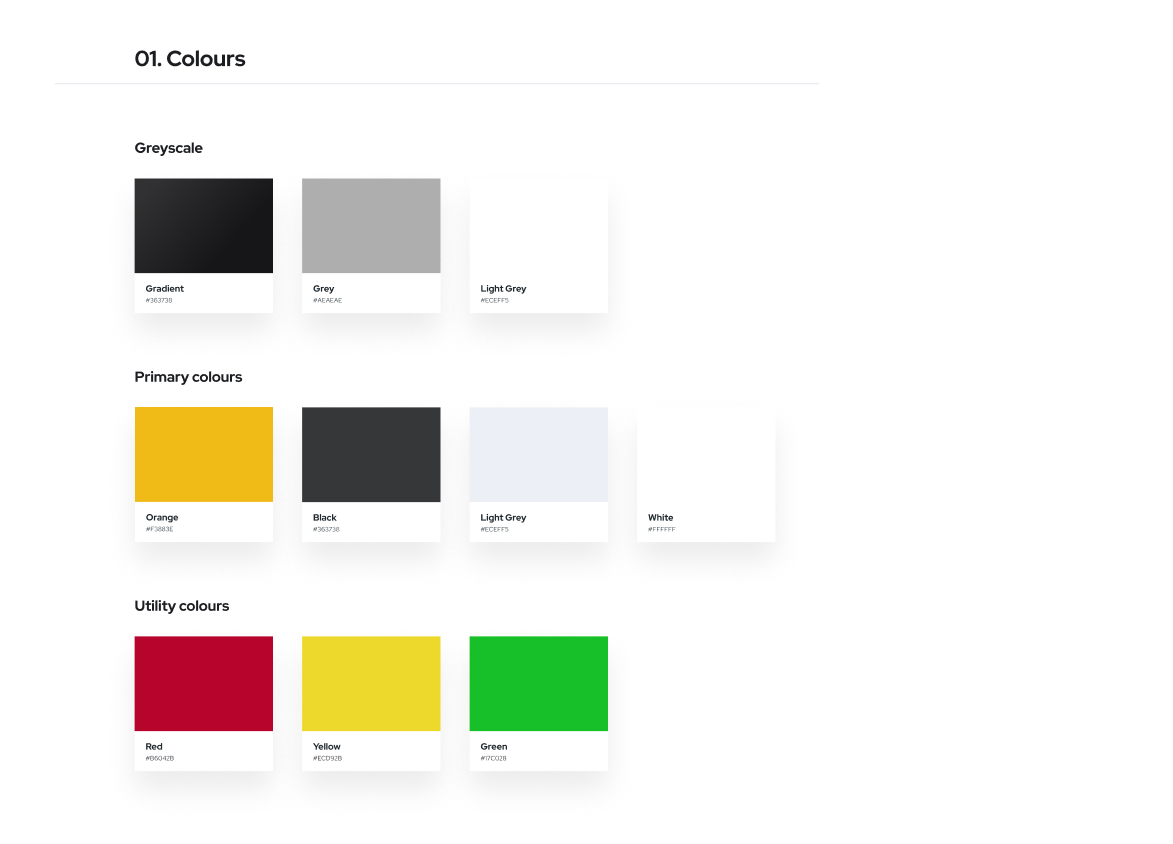 01. Colours
Greyscale
Gradient
#363738
Grey
#AEAEAE
Light Grey
#ECEFF5
Primary colours
Orange
#F3883E
Black
#363738
Light Grey
#ECEFF5
White
#FFFFFF
Utility colours
Red
#B6042B
Yellow
#ECD92B
Green
#17C028